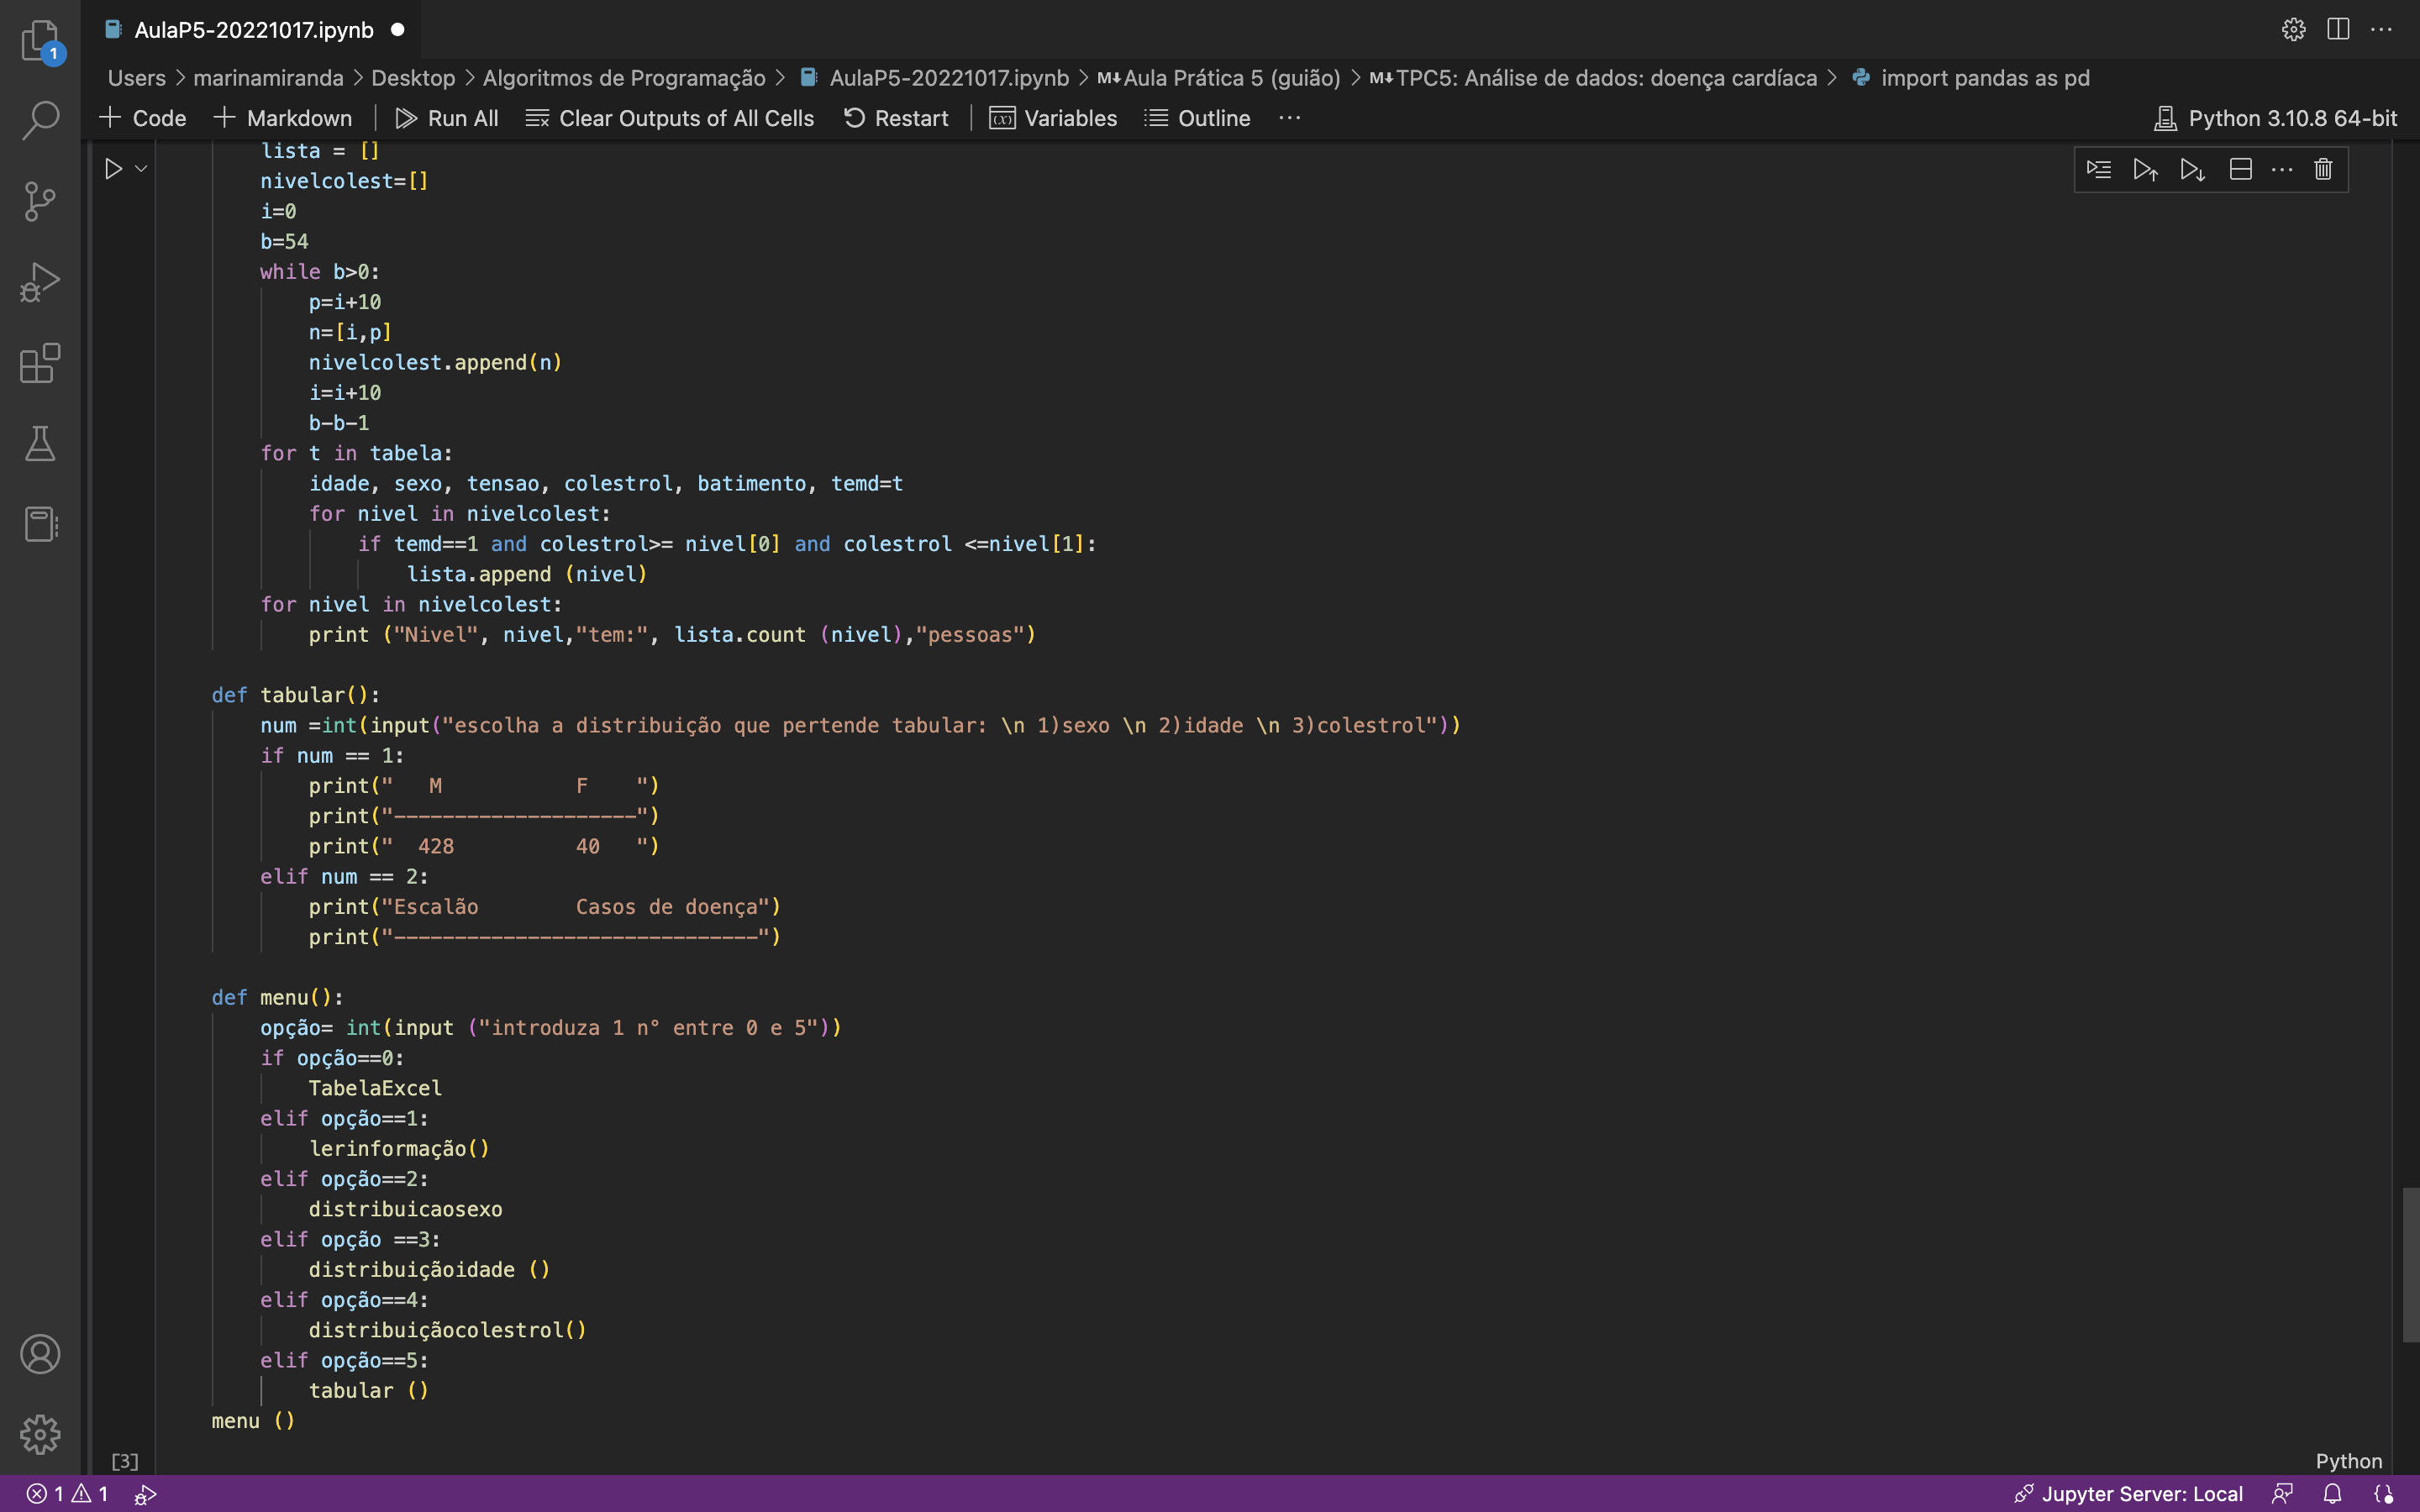 AulaP5-20221017.ipynb
Users > marinamiranda > Desktop > Algoritmos de Programação > AulaP5-20221017.ipynb > M↓Aula Prática 5 (guião) > M↓TPC5: Análise de dados: doença cardíaca > import pandas as pd
+ Code + Markdown | Run All Clear Outputs of All Cells Restart | Variables Outline ··· Python 3.10.8 64-bit
lista = []
nivelcolest=[]
i=0
b=54
while b>0:
p=i+10
n=[i,p]
nivelcolest.append(n)
i=i+10
b-b-1
for t in tabela:
idade, sexo, tensao, colestrol, batimento, temd=t
for nivel in nivelcolest:
if temd==1 and colestrol>= nivel[0] and colestrol <=nivel[1]:
lista.append (nivel)
for nivel in nivelcolest:
print ("Nivel", nivel,"tem:", lista.count (nivel),"pessoas")
def tabular():
num =int(input("escolha a distribuição que pertende tabular: \n 1)sexo \n 2)idade \n 3)colestrol"))
if num == 1:
print("   M           F    ")
print("--------------------")
print("  428          40   ")
elif num == 2:
print("Escalão        Casos de doença")
print("------------------------------")
def menu():
opção= int(input ("introduza 1 n° entre 0 e 5"))
if opção==0:
TabelaExcel
elif opção==1:
lerinformação()
elif opção==2:
distribuicaosexo
elif opção ==3:
distribuiçãoidade ()
elif opção==4:
distribuiçãocolestrol()
elif opção==5:
tabular ()
menu ()
[3]
Python
1 1 Jupyter Server: Local
1